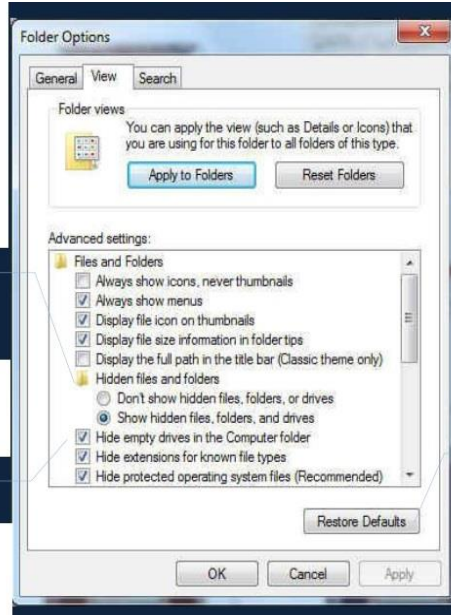 Folder Options
General
View
Search
Folder views
You can apply the view (such as Details or Icons) that
you are using for this folder to all folders of this type.
Apply to Folders
Reset Folders
Advanced settings:
Files and Folders
Always show icons, never thumbnails
Always show menus
Display file icon on thumbnails
Display file size information in folder tips
Display the full path in the title bar (Classic theme only)
Hidden files and folders
Don't show hidden files, folders, or drives
Show hidden files, folders, and drives
Hide empty drives in the Computer folder
Hide extensions for known file types
Hide protected operating system files (Recommended)
Restore Defaults
OK
Cancel
Apply